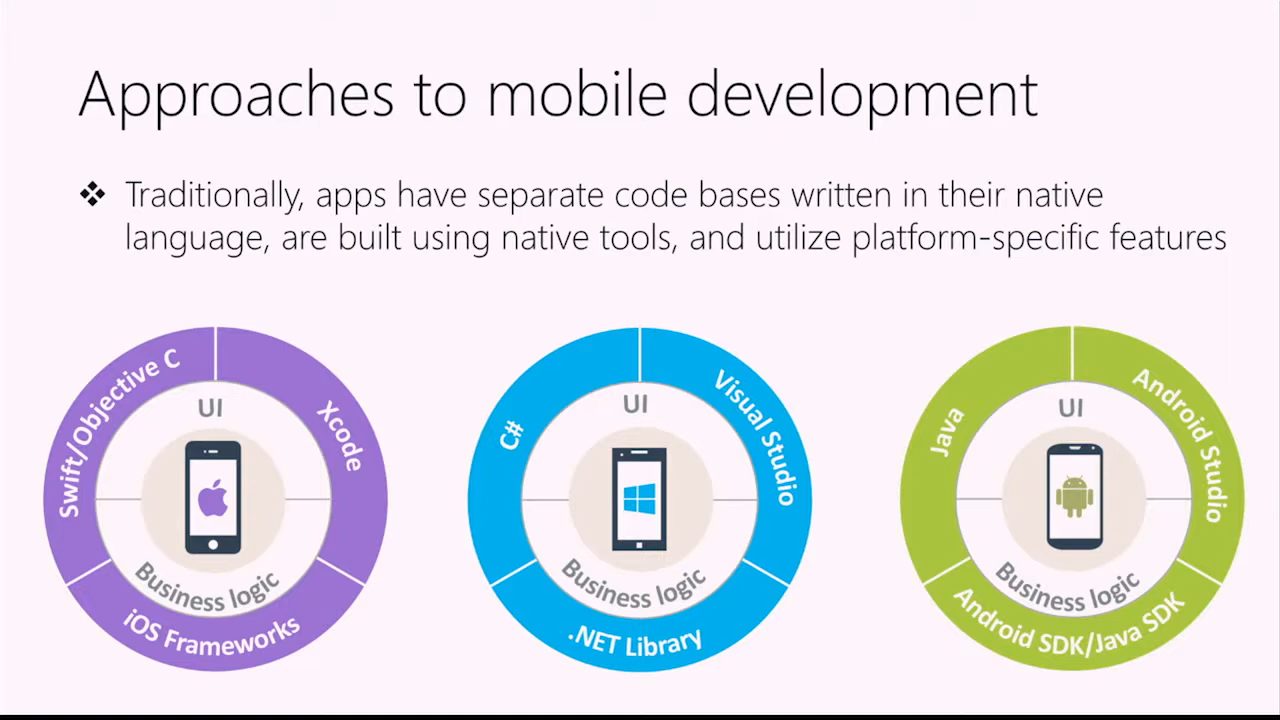 Approaches to mobile development
❖ Traditionally, apps have separate code bases written in their native
language, are built using native tools, and utilize platform-specific features
Swift/Objective C
Xcode
UI
Business logic
iOS Frameworks
C#
Visual Studio
UI
Business logic
.NET Library
Java
Android Studio
UI
Business logic
Android SDK/Java SDK